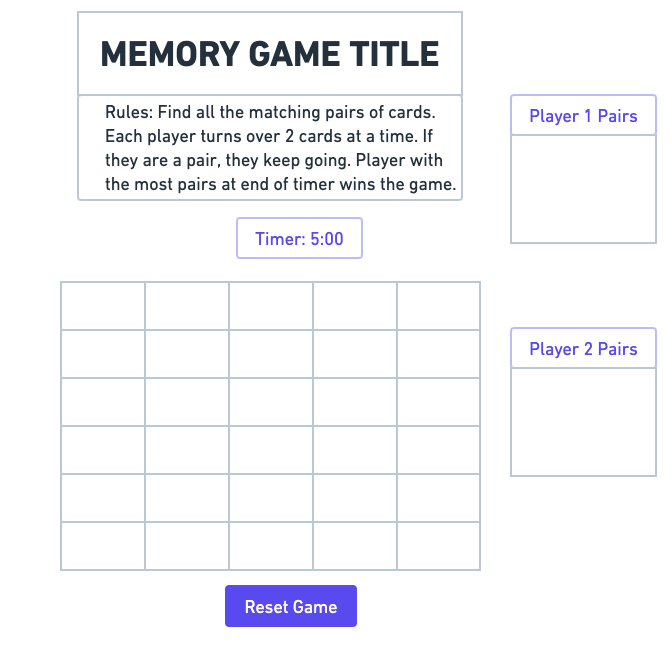 MEMORY GAME TITLE
Rules: Find all the matching pairs of cards.
Each player turns over 2 cards at a time. If
they are a pair, they keep going. Player with
the most pairs at end of timer wins the game.
Player 1 Pairs
Timer: 5:00
Player 2 Pairs
Reset Game